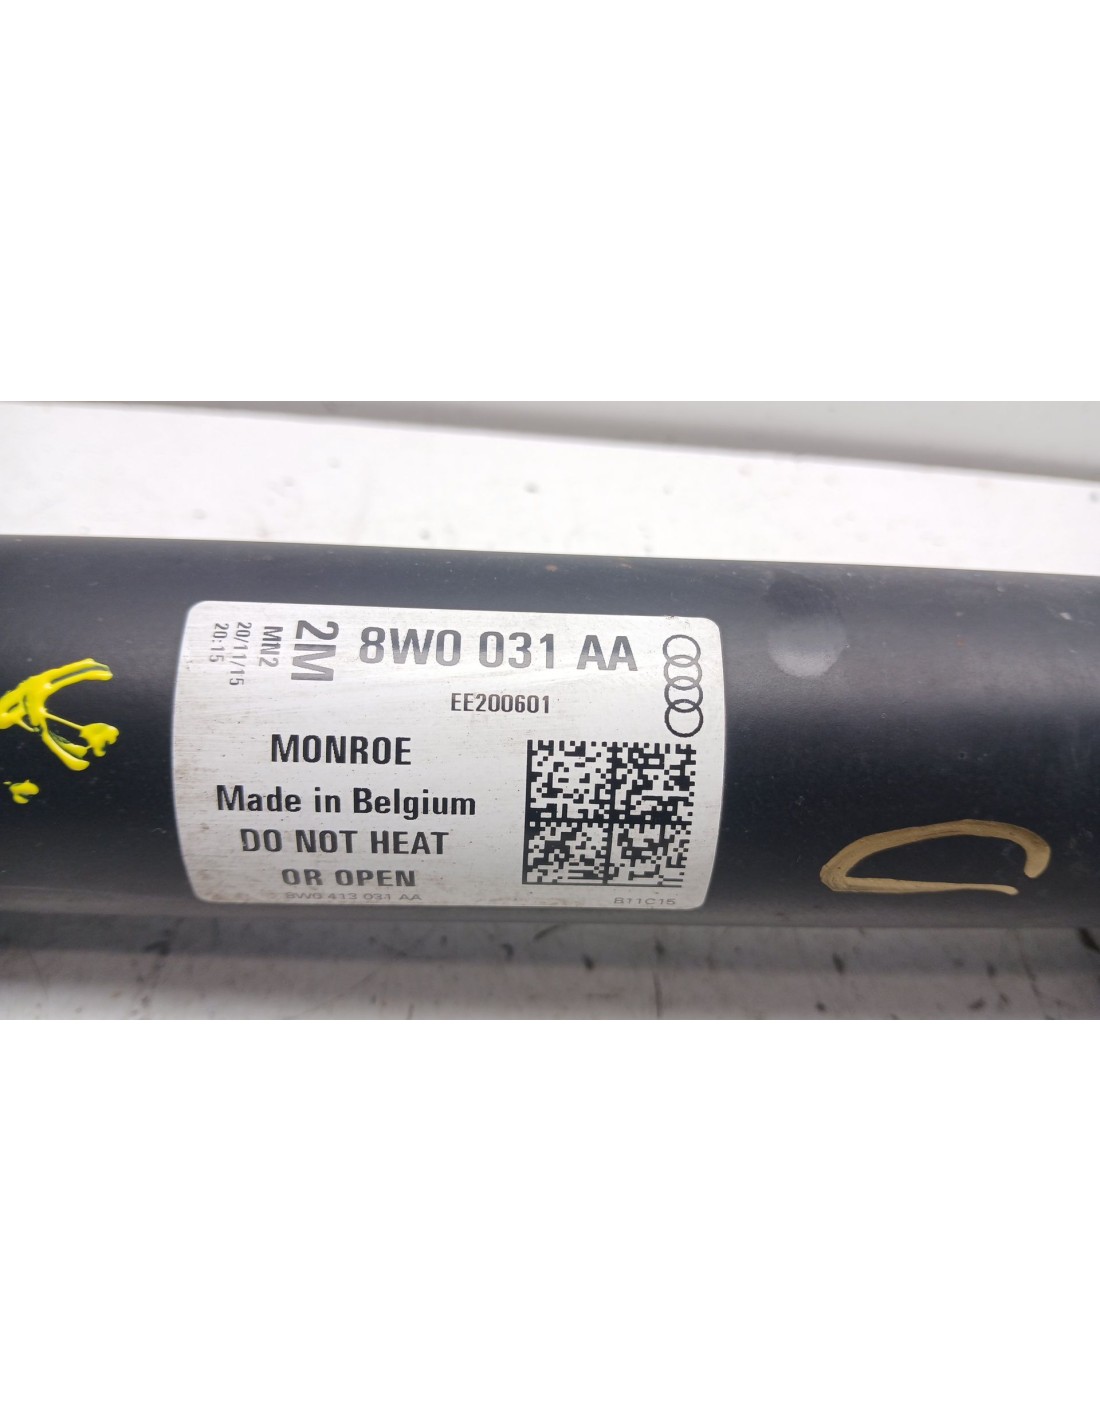 8W0 031 AA
2M
MN2
20/11/15
20:15
EE200601
MONROE
Made in Belgium
DO NOT HEAT
OR OPEN
8W0 413 031 AA
B11C15